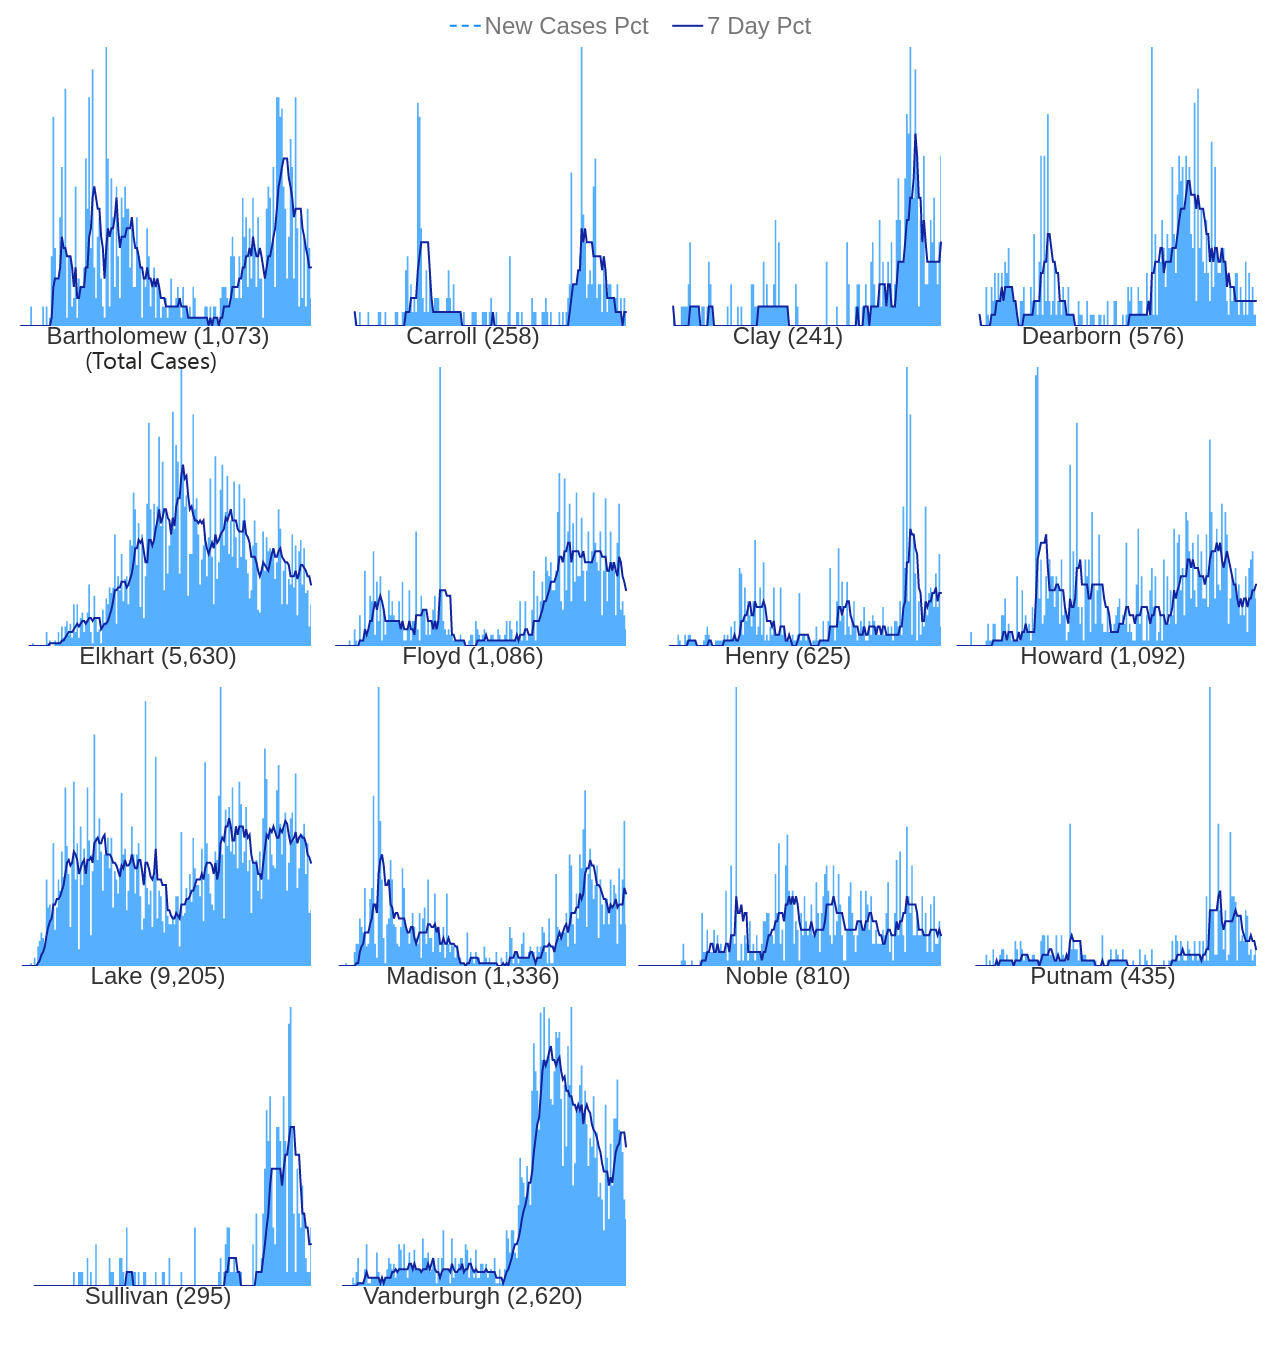 New Cases Pct 7 Day Pct
Bartholomew (1,073) Carroll (258) Clay (241) Dearborn (576)
(Total Cases)
Elkhart (5,630) Floyd (1,086) Henry (625) Howard (1,092)
Lake (9,205) Madison (1,336) Noble (810) Putnam (435)
Sullivan (295) Vanderburgh (2,620)